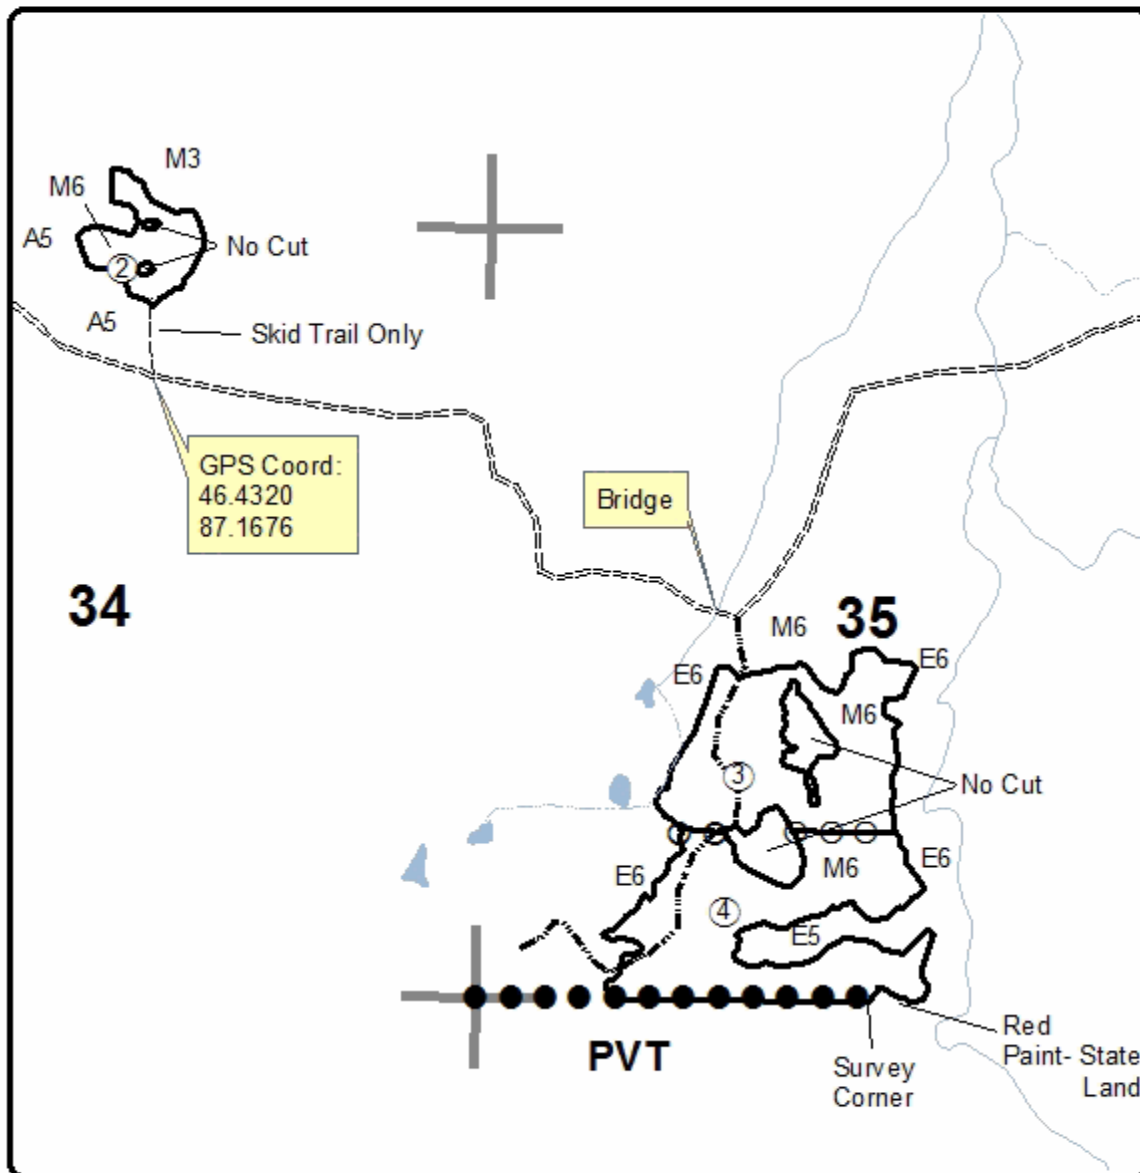 M3
M6
A5
No Cut
2
A5
Skid Trail Only
GPS Coord:
46.4320
87.1676
Bridge
34
35
M6
E6
E6
M6
3
No Cut
E6
M6
E6
4
E5
PVT
Survey
Corner
Red
Paint- State
Land